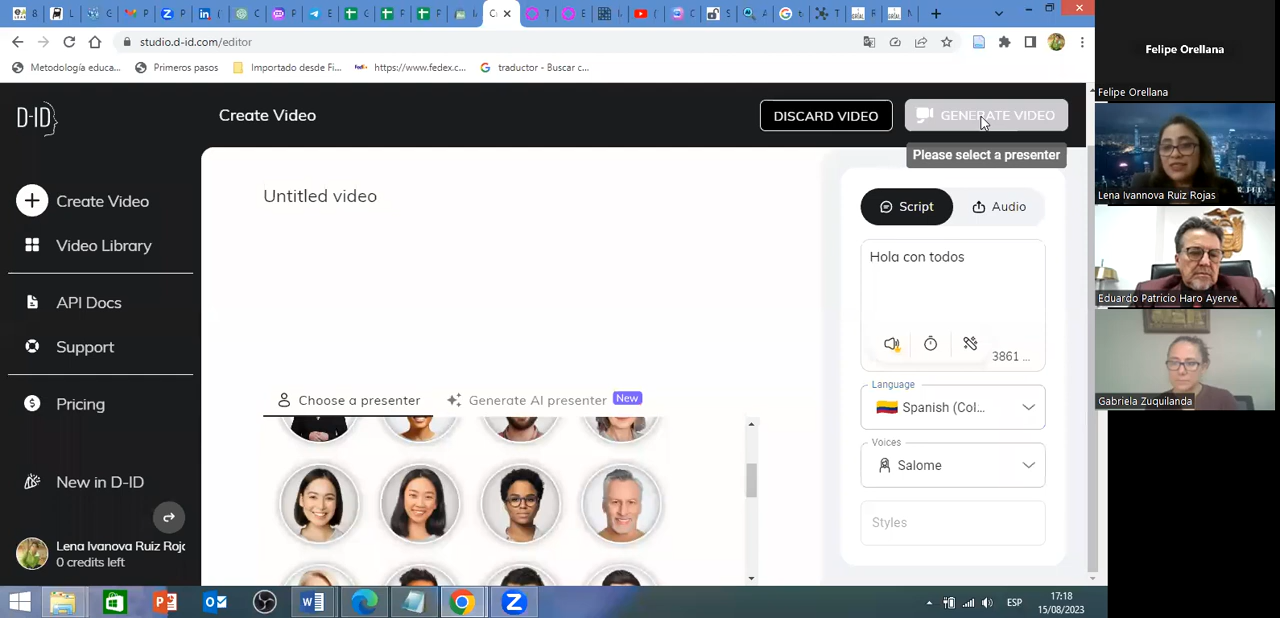 studio.d-id.com/editor
Metodología educa...
Primeros pasos
Importado desde Fi...
https://www.fedex.c...
traductor - Buscar c...
D-ID
Create Video
DISCARD VIDEO
GENERATE VIDEO
Please select a presenter
Create Video
Video Library
API Docs
Support
Pricing
New in D-ID
Lena Ivanova Ruiz Roja
0 credits left
Untitled video
Choose a presenter
Generate AI presenter
New
Script
Audio
Hola con todos
3861 ...
Language
Spanish (Col...
Voices
Salome
Styles
Felipe Orellana
Felipe Orellana
Lena Ivannova Ruiz Rojas
Eduardo Patricio Haro Ayerve
Gabriela Zuquilanda
ESP
17:18
15/08/2023